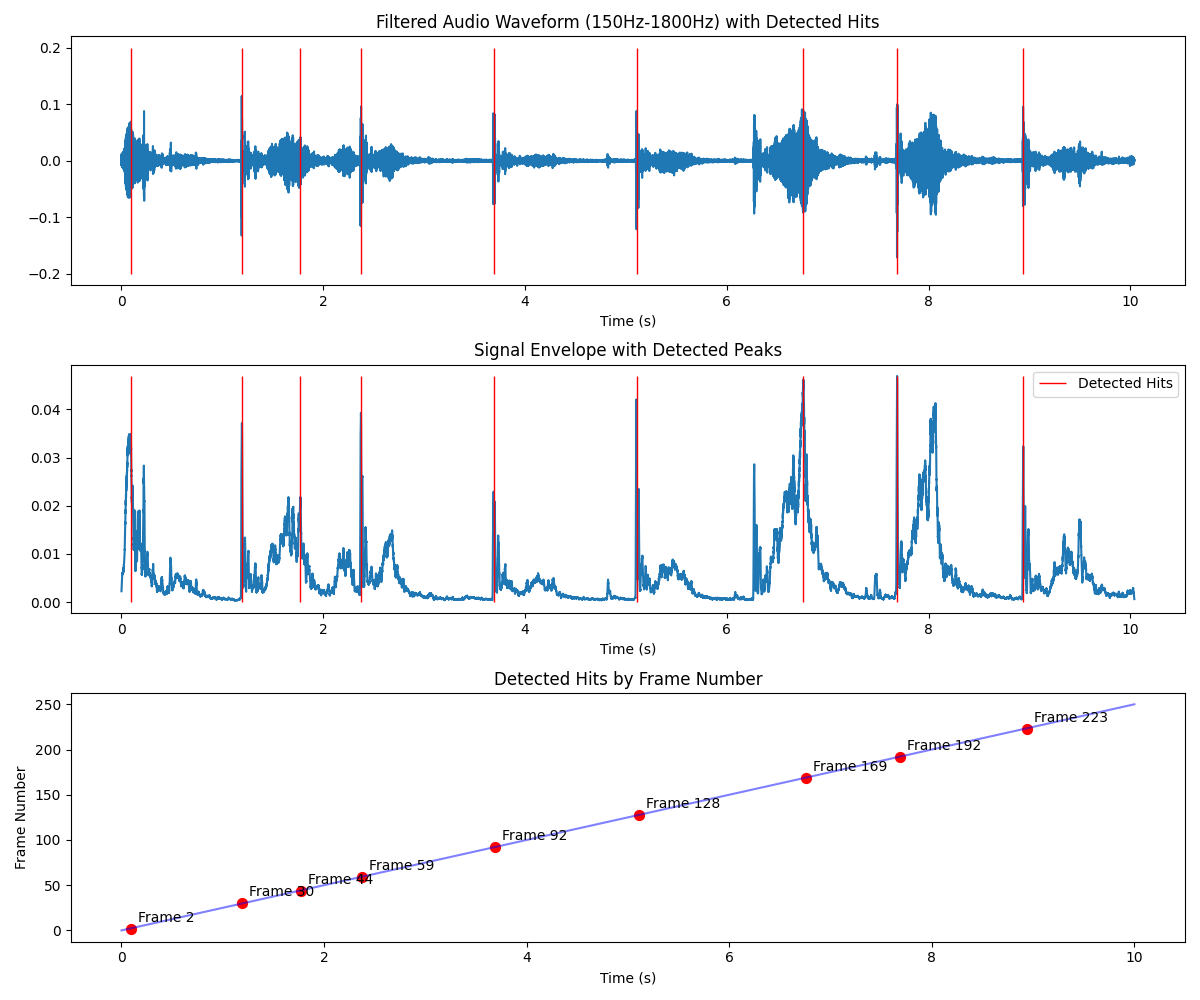 Filtered Audio Waveform (150Hz-1800Hz) with Detected Hits
0.2
0.1
0.0
−0.1
−0.2
0 2 4 6 8 10
Time (s)
Signal Envelope with Detected Peaks
Detected Hits
0.04
0.03
0.02
0.01
0.00
0 2 4 6 8 10
Time (s)
Detected Hits by Frame Number
Frame Number
250
200
150
100
50
0
Frame 223
Frame 192
Frame 169
Frame 128
Frame 92
Frame 59
Frame 44
Frame 30
Frame 2
0 2 4 6 8 10
Time (s)